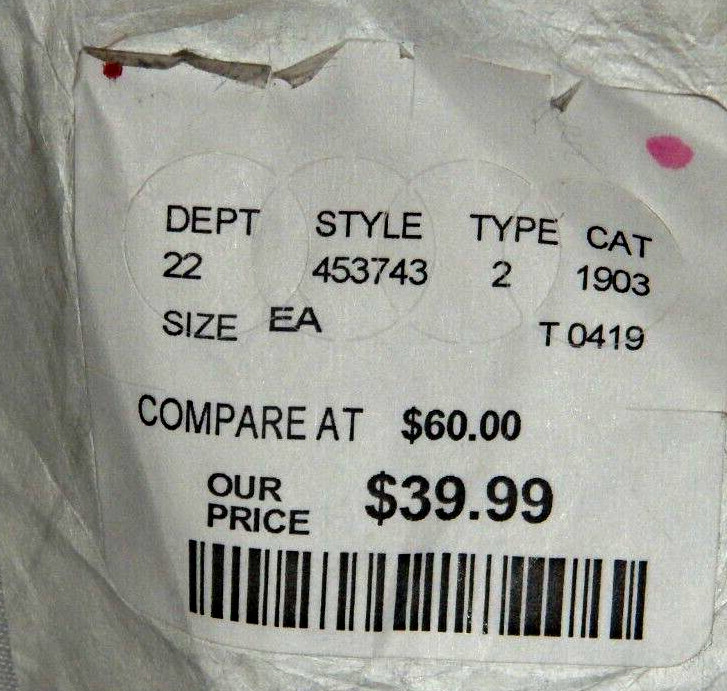 DEPT STYLE TYPE CAT
22 453743 2 1903
SIZE EA T 0419
COMPARE AT $60.00
OUR PRICE $39.99